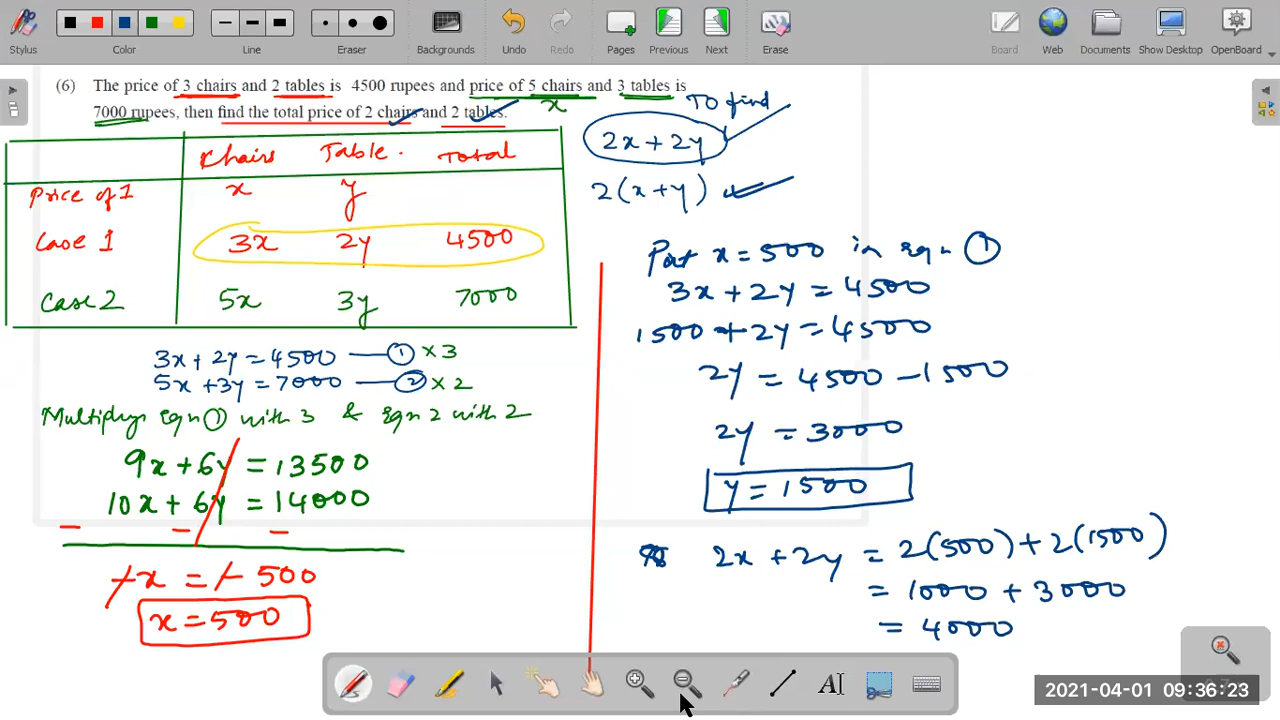 Stylus
Color
Line
Eraser
Backgrounds
Undo
Redo
Pages
Previous
Next
Erase
Board
Web
Documents
Show Desktop
OpenBoard
(6) The price of 3 chairs and 2 tables is 4500 rupees and price of 5 chairs and 3 tables is
7000 rupees, then find the total price of 2 chairs and 2 tables.
x
TO find
2x + 2y
2(x+y)
Chairs Table. Total
Price of 1 x y
Case 1 3x 2y 4500
Case 2 5x 3y 7000
3x + 2y = 4500 — ① × 3
5x + 3y = 7000 — ② × 2
Multiply eqn ① with 3 & eqn 2 with 2
9x + 6y = 13500
10x + 6y = 14000
− − −
−x = −500
x = 500
Put x = 500 in eqn ①
3x + 2y = 4500
1500 + 2y = 4500
2y = 4500 − 1500
2y = 3000
y = 1500
2x + 2y = 2(500) + 2(1500)
= 1000 + 3000
= 4000
2021-04-01 09:36:23